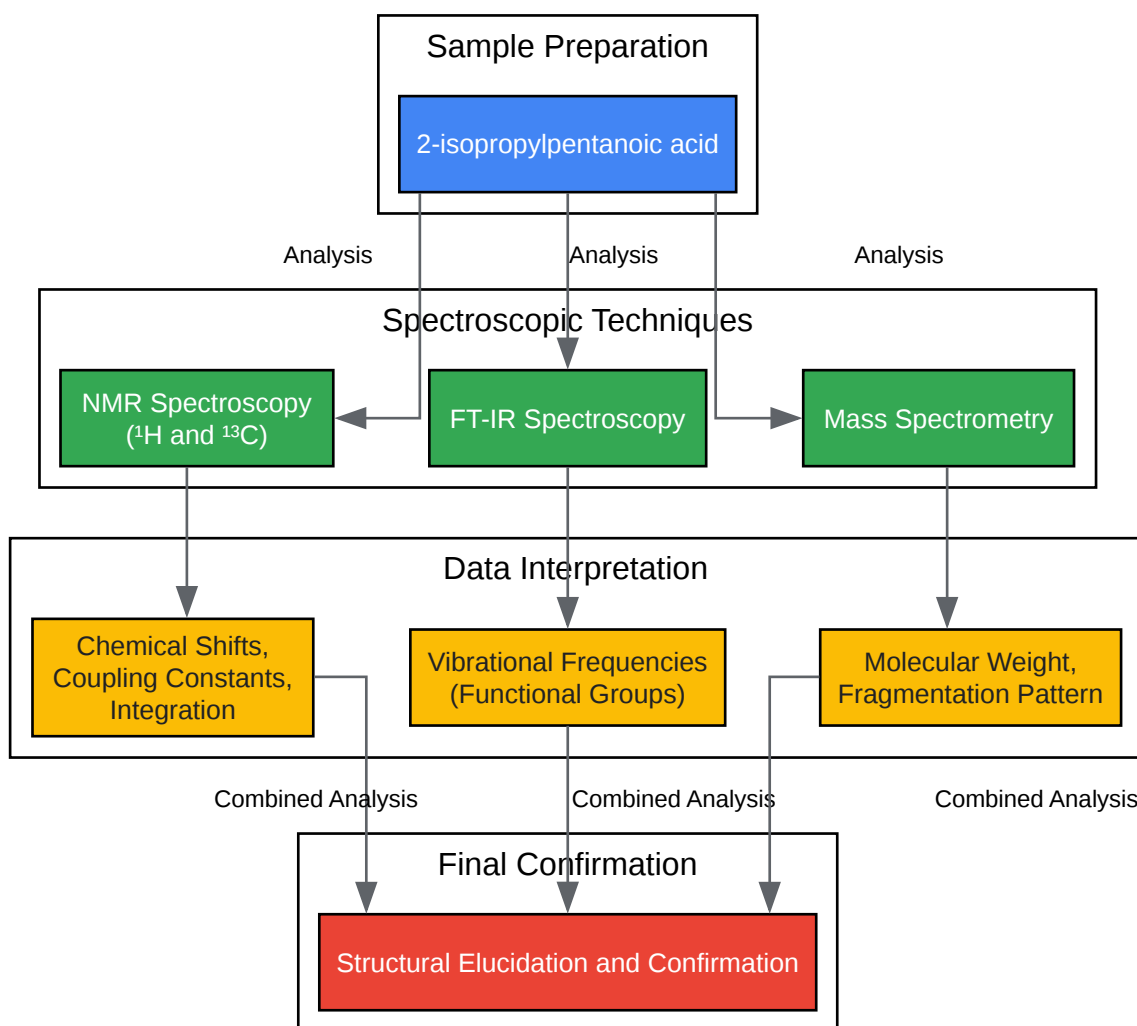 Sample Preparation
2-isopropylpentanoic acid
Analysis
Analysis
Analysis
Spectroscopic Techniques
NMR Spectroscopy
(¹H and ¹³C)
FT-IR Spectroscopy
Mass Spectrometry
Data Interpretation
Chemical Shifts,
Coupling Constants,
Integration
Vibrational Frequencies
(Functional Groups)
Molecular Weight,
Fragmentation Pattern
Combined Analysis
Combined Analysis
Combined Analysis
Final Confirmation
Structural Elucidation and Confirmation